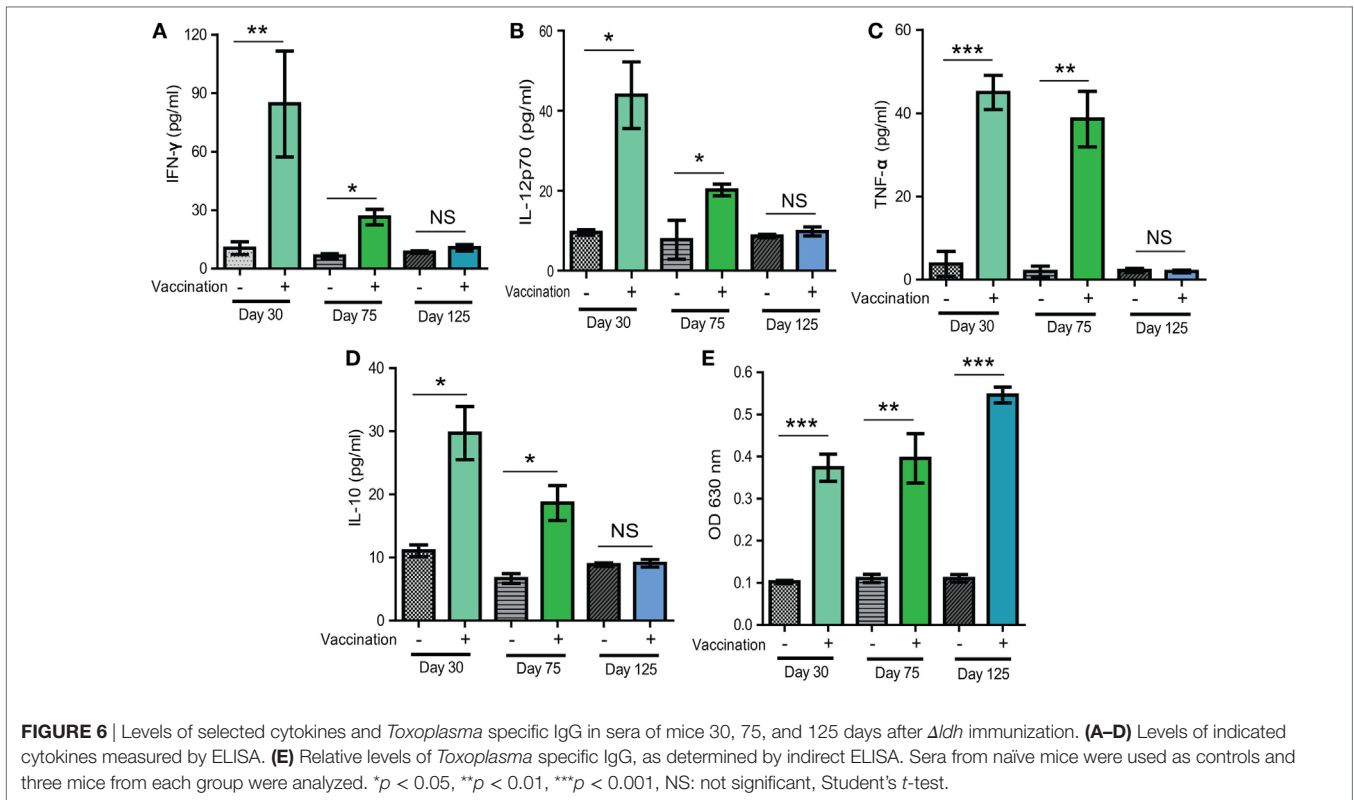 A
IFN-γ (pg/ml)
120
90
60
30
0
**
*
NS
Vaccination - + - + - +
Day 30 Day 75 Day 125
B
IL-12p70 (pg/ml)
60
40
20
0
*
*
NS
Vaccination - + - + - +
Day 30 Day 75 Day 125
C
TNF-α (pg/ml)
60
40
20
0
***
**
NS
Vaccination - + - + - +
Day 30 Day 75 Day 125
D
IL-10 (pg/ml)
40
30
20
10
0
*
*
NS
Vaccination - + - + - +
Day 30 Day 75 Day 125
E
OD 630 nm
0.6
0.5
0.4
0.3
0.2
0.1
0.0
***
**
***
Vaccination - + - + - +
Day 30 Day 75 Day 125
FIGURE 6 | Levels of selected cytokines and Toxoplasma specific IgG in sera of mice 30, 75, and 125 days after Δldh immunization. (A–D) Levels of indicated
cytokines measured by ELISA. (E) Relative levels of Toxoplasma specific IgG, as determined by indirect ELISA. Sera from naïve mice were used as controls and
three mice from each group were analyzed. *p < 0.05, **p < 0.01, ***p < 0.001, NS: not significant, Student's t-test.